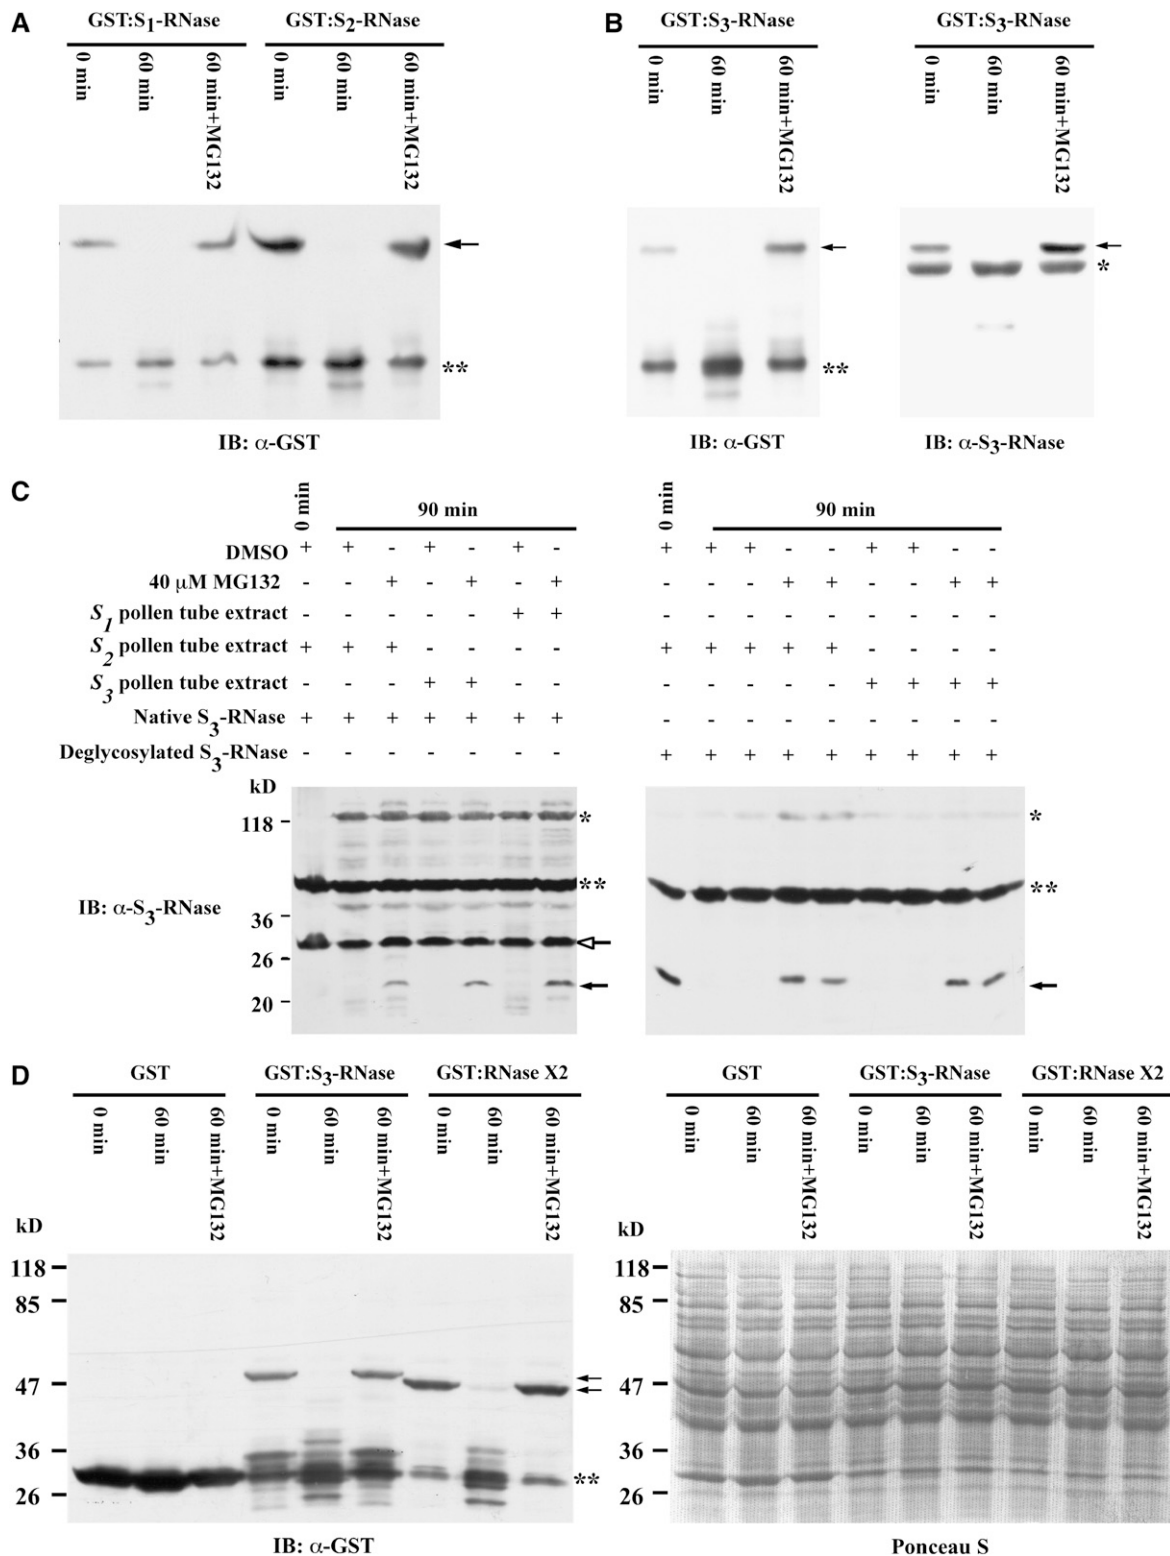 A
GST:S1-RNase
GST:S2-RNase
0 min
60 min
60 min+MG132
0 min
60 min
60 min+MG132
**
IB: α-GST
B
GST:S3-RNase
GST:S3-RNase
0 min
60 min
60 min+MG132
0 min
60 min
60 min+MG132
**
*
IB: α-GST
IB: α-S3-RNase
C
0 min
90 min
0 min
90 min
DMSO + + - + - + - + + + - - + + - -
40 μM MG132 - - + - + - + - - - + + - - + +
S1 pollen tube extract - - - - - + + - - - - - - - - -
S2 pollen tube extract + + + - - - - + + + + + - - - -
S3 pollen tube extract - - - + + - - - - - - - + + + +
Native S3-RNase + + + + + + + - - - - - - - - -
Deglycosylated S3-RNase - - - - - - - + + + + + + + + +
kD
118
36
26
20
IB: α-S3-RNase
*
**
*
**
D
GST
GST:S3-RNase
GST:RNase X2
0 min
60 min
60 min+MG132
0 min
60 min
60 min+MG132
0 min
60 min
60 min+MG132
kD
118
85
47
36
26
**
IB: α-GST
GST
GST:S3-RNase
GST:RNase X2
0 min
60 min
60 min+MG132
0 min
60 min
60 min+MG132
0 min
60 min
60 min+MG132
kD
118
85
47
36
26
Ponceau S